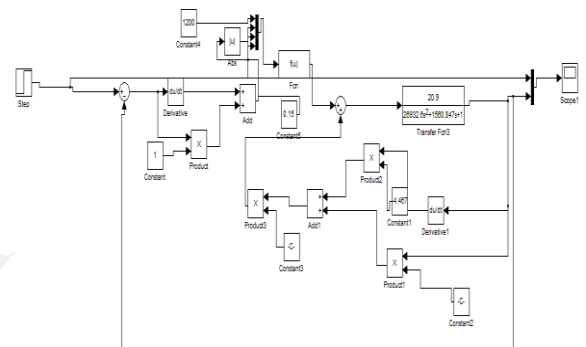 1200
Constant4
|u|
Abs
f(u)
Fcn
Step
du/dt
Derivative
Add
0.15
Constant5
20.9
26932.6s²+1560.847s+1
Transfer Fcn3
Scope1
1
Constant
X
Product
X
Product2
4.467
Constant1
du/dt
Derivative1
X
Product3
Add1
-C-
Constant3
X
Product1
-C-
Constant2